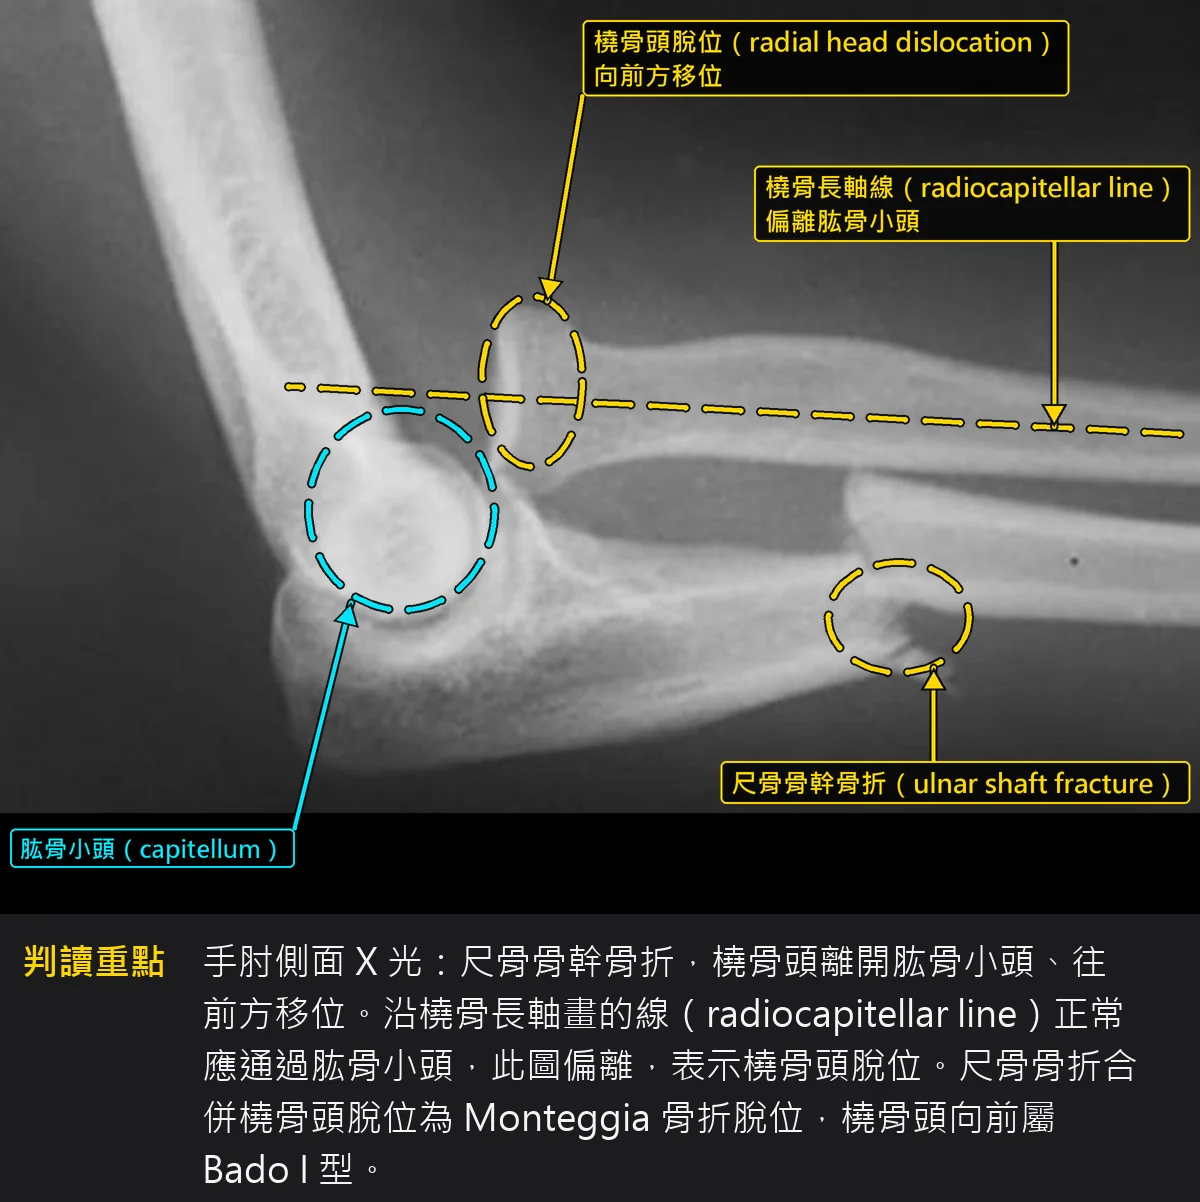 橈骨頭脫位（radial head dislocation）
向前方移位
橈骨長軸線（radiocapitellar line）
偏離肱骨小頭
尺骨骨幹骨折（ulnar shaft fracture）
肱骨小頭（capitellum）
判讀重點
手肘側面 X 光：尺骨骨幹骨折，橈骨頭離開肱骨小頭、往
前方移位。沿橈骨長軸畫的線（radiocapitellar line）正常
應通過肱骨小頭，此圖偏離，表示橈骨頭脫位。尺骨骨折合
併橈骨頭脫位為 Monteggia 骨折脫位，橈骨頭向前屬
Bado I 型。